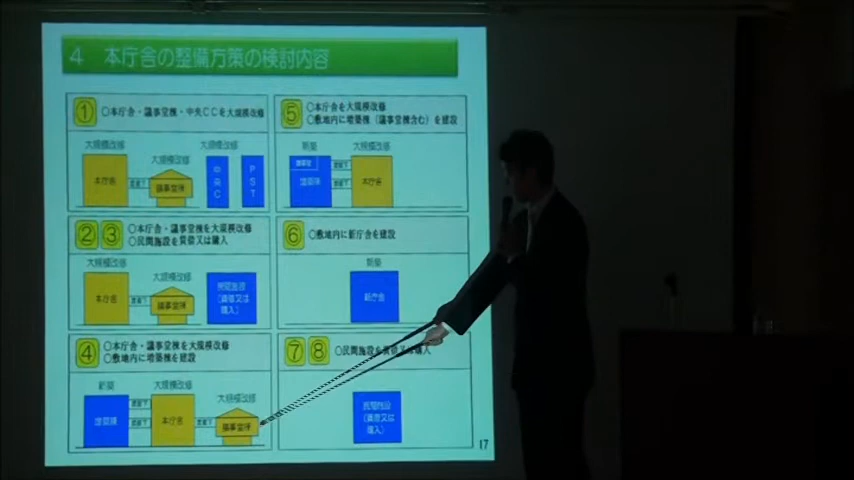 4 本庁舎の整備方策の検討内容
① ○本庁舎・議事堂棟・中央CCを大規模改修
大規模改修 大規模改修 大規模改修
本庁舎 議事堂棟 中央C PST
⑤ ○本庁舎を大規模改修
○敷地内に増築棟（議事堂含む）を建設
新築 大規模改修
議事堂 増築棟 本庁舎
②③ ○本庁舎・議事堂棟を大規模改修
○民間施設を賃借又は購入
大規模改修 大規模改修
本庁舎 議事堂棟 民間施設
（賃借又は
購入）
⑥ ○敷地内に新庁舎を建設
新築
新庁舎
④ ○本庁舎・議事堂棟を大規模改修
○敷地内に増築棟を建設
新築 大規模改修 大規模改修
増築棟 本庁舎 議事堂棟
⑦⑧ ○民間施設を賃借又は購入
民間施設
（賃借又は
購入）
17